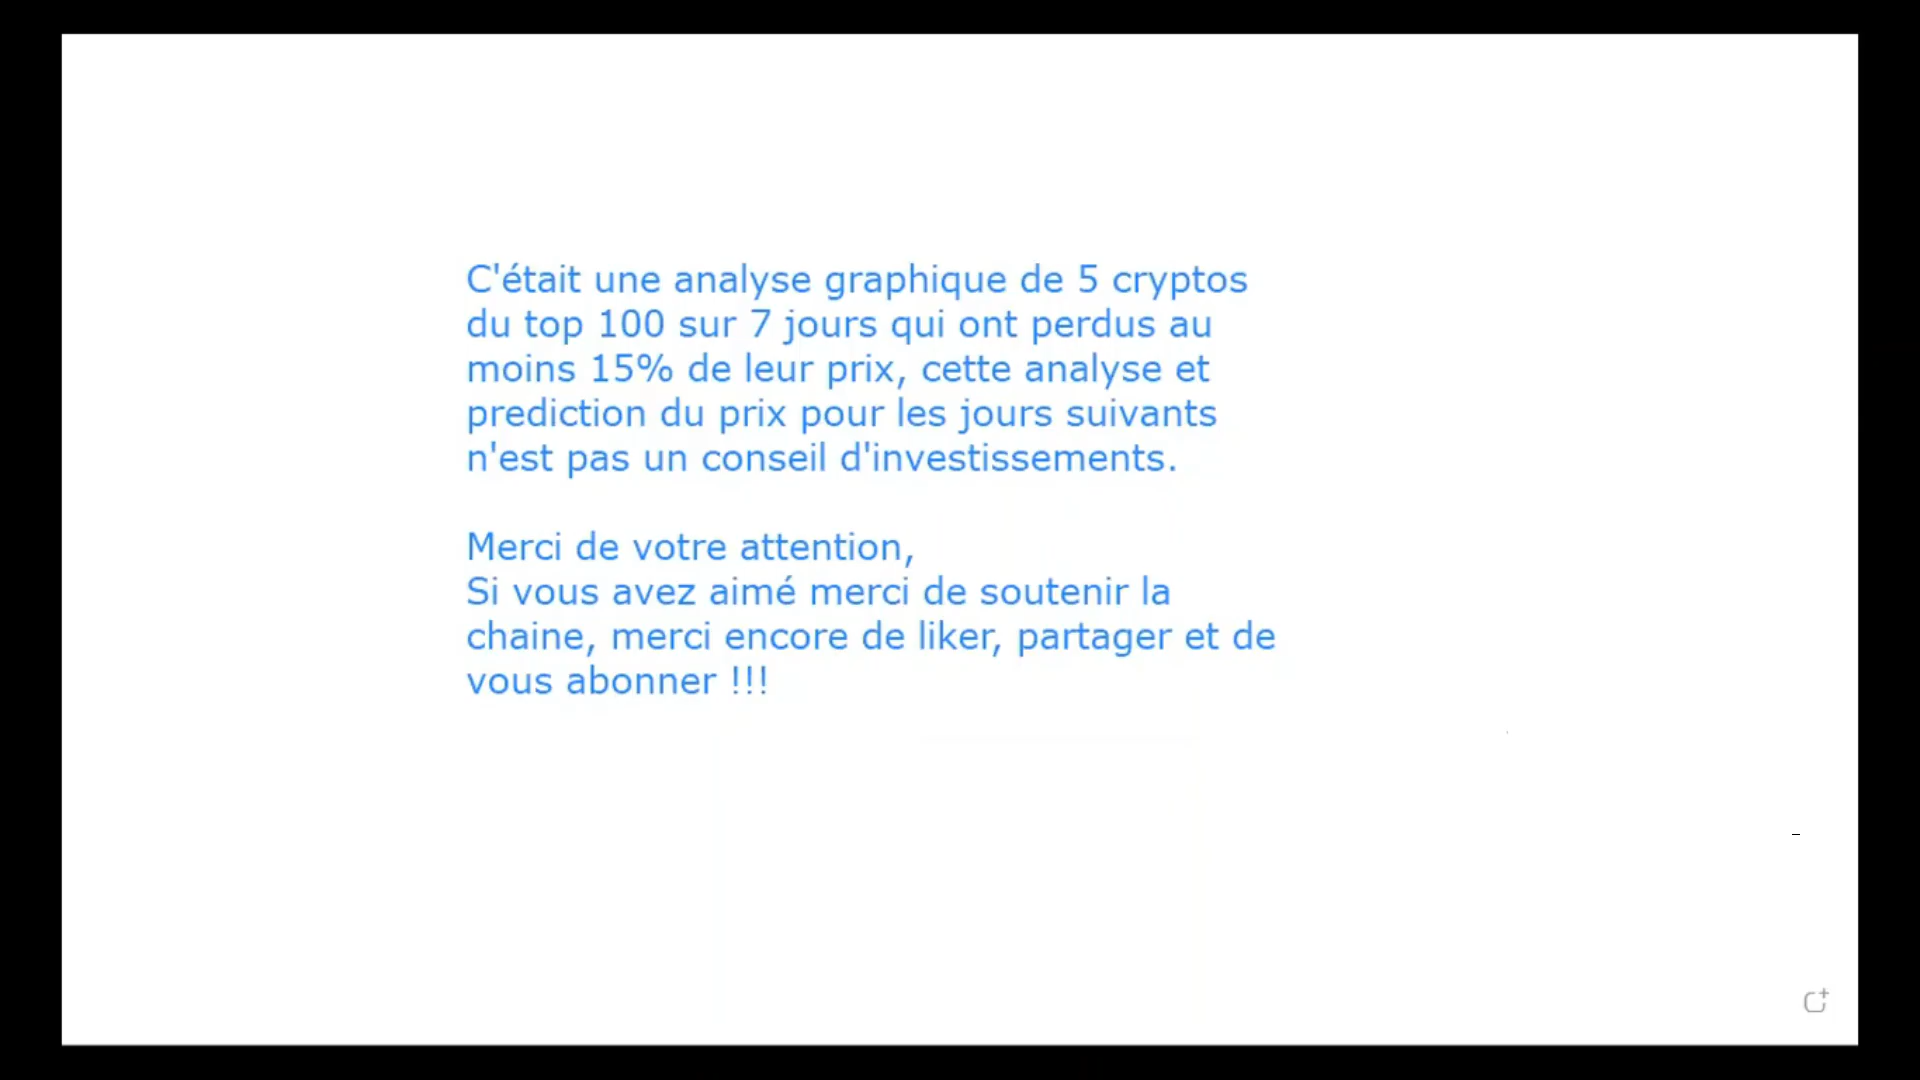 C'était une analyse graphique de 5 cryptos
du top 100 sur 7 jours qui ont perdus au
moins 15% de leur prix, cette analyse et
prediction du prix pour les jours suivants
n'est pas un conseil d'investissements.
Merci de votre attention,
Si vous avez aimé merci de soutenir la
chaine, merci encore de liker, partager et de
vous abonner !!!